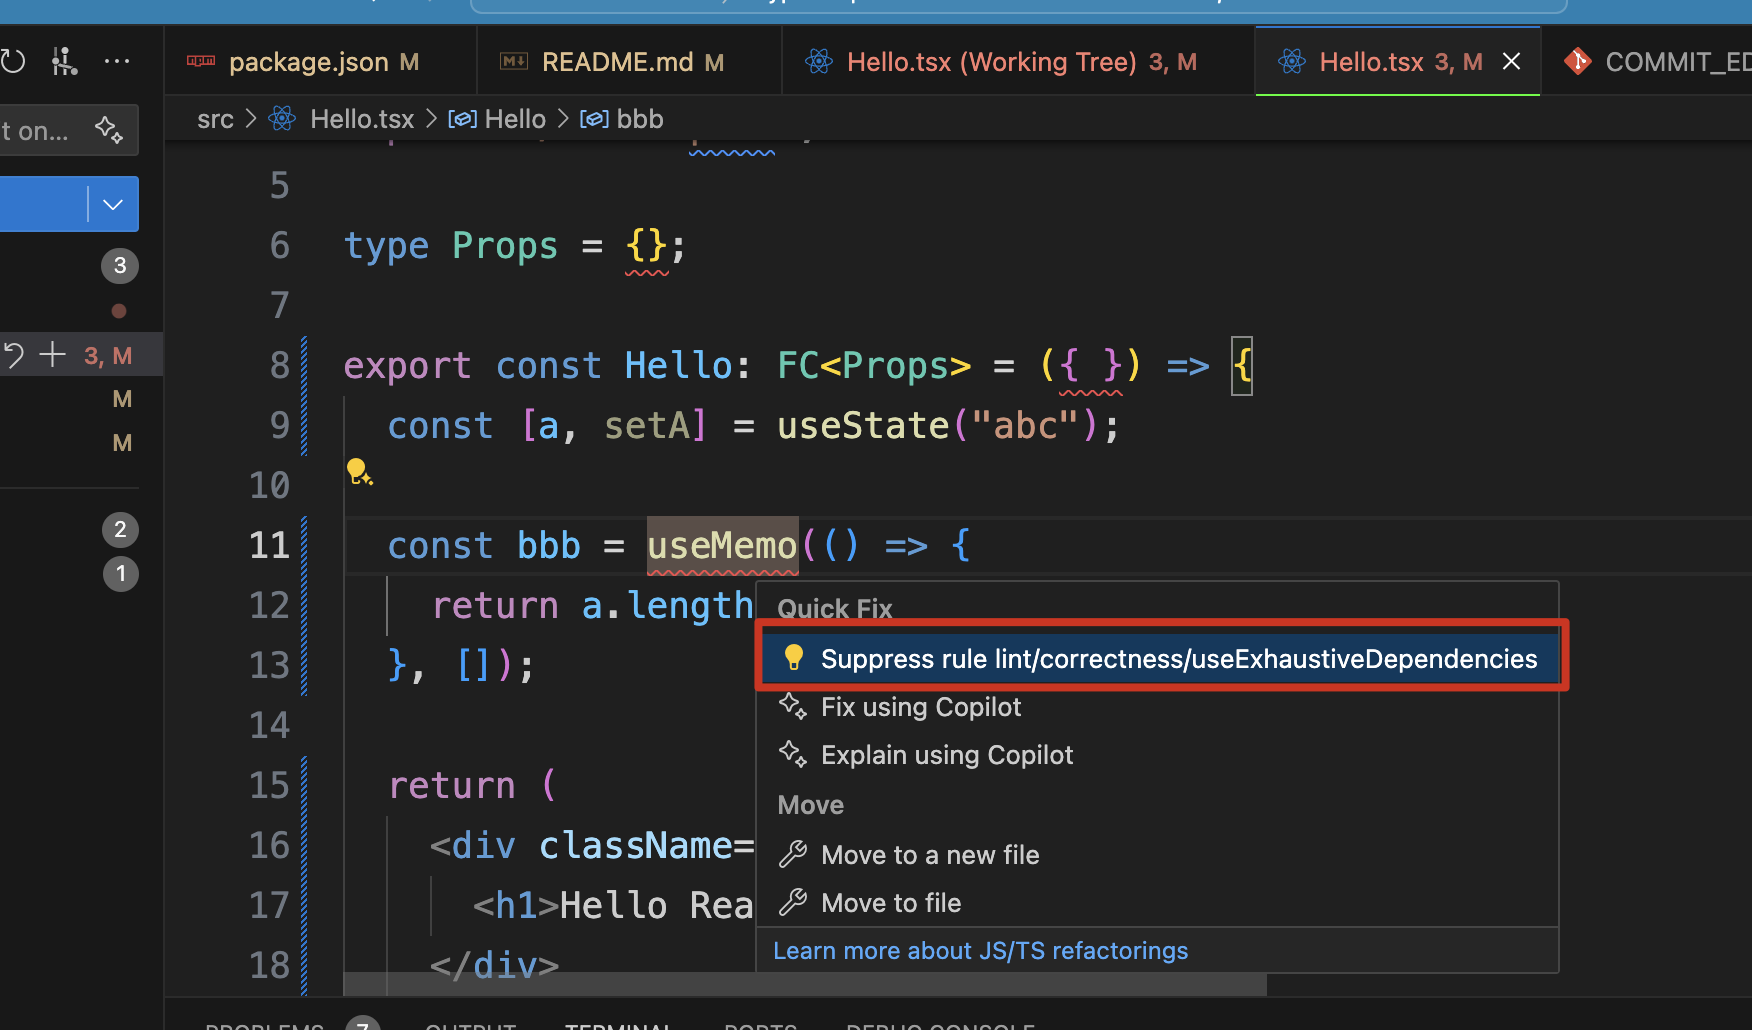 package.json M
README.md M
Hello.tsx (Working Tree) 3, M
Hello.tsx 3, M
COMMIT_ED
t on...
src > Hello.tsx > Hello > bbb
3
3, M
M
M
2
1
5
6 type Props = {};
7
8 export const Hello: FC<Props> = ({ }) => {
9 const [a, setA] = useState("abc");
10
11 const bbb = useMemo(() => {
12 return a.length
13 }, []);
14
15 return (
16 <div className=
17 <h1>Hello Rea
18 </div>
Quick Fix
Suppress rule lint/correctness/useExhaustiveDependencies
Fix using Copilot
Explain using Copilot
Move
Move to a new file
Move to file
Learn more about JS/TS refactorings
PROBLEMS 7 OUTPUT TERMINAL PORTS DEBUG CONSOLE